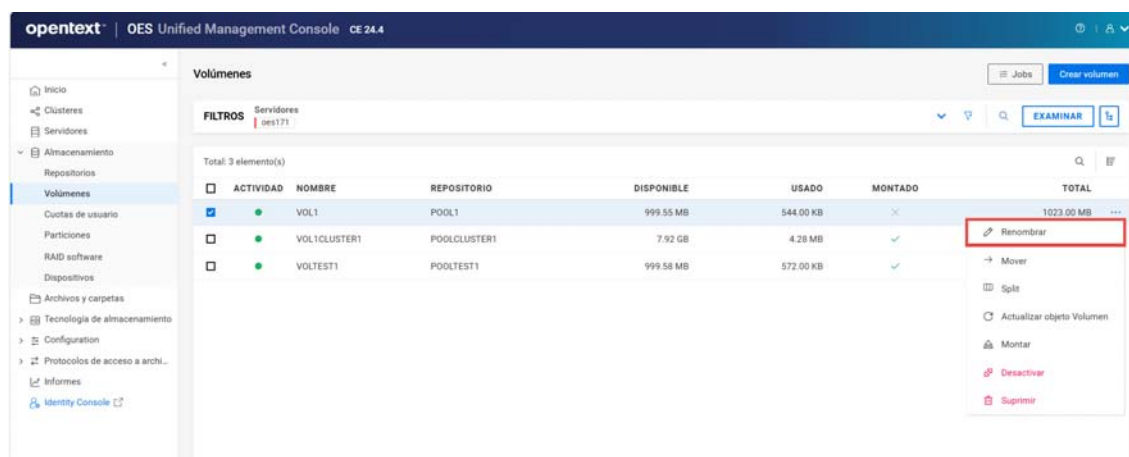 opentext™ | OES Unified Management Console CE 24.4
Inicio
Clústeres
Servidores
Almacenamiento
Repositorios
Volúmenes
Cuotas de usuario
Particiones
RAID software
Dispositivos
Archivos y carpetas
Tecnología de almacenamiento
Configuration
Protocolos de acceso a archi...
Informes
Identity Console
Volúmenes
Jobs
Crear volumen
FILTROS Servidores
oes171
EXAMINAR
Total: 3 elemento(s)
ACTIVIDAD NOMBRE REPOSITORIO DISPONIBLE USADO MONTADO TOTAL
VOL1 POOL1 999.55 MB 544.00 KB 1023.00 MB ...
VOL1CLUSTER1 POOLCLUSTER1 7.92 GB 4.28 MB
VOLTEST1 POOLTEST1 999.58 MB 572.00 KB
Renombrar
Mover
Split
Actualizar objeto Volumen
Montar
Desactivar
Suprimir